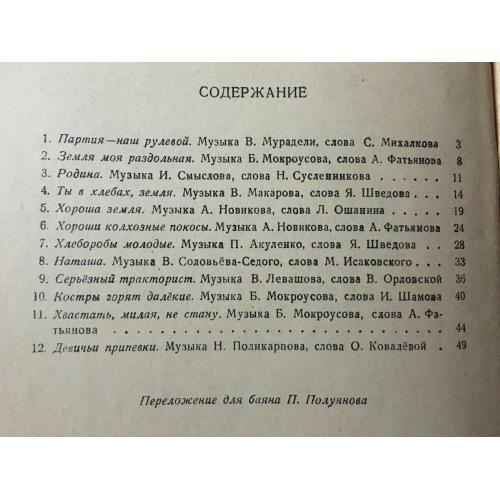 СОДЕРЖАНИЕ
1. Партия—наш рулевой. Музыка В. Мурадели, слова С. Михалкова 3
2. Земля моя раздольная. Музыка Б. Мокроусова, слова А. Фатьянова 8
3. Родина. Музыка И. Смыслова, слова Н. Сусленникова . . . . 11
4. Ты в хлебах, земля. Музыка В. Макарова, слова Я. Шведова . 14
5. Хороша земля. Музыка А. Новикова, слова Л. Ошанина . . 19
6. Хороши колхозные покосы. Музыка А. Новикова, слова А. Фатьянова 24
7. Хлеборобы молодые. Музыка П. Акуленко, слова Я. Шведова . 28
8. Наташа. Музыка В. Соловьёва-Седого, слова М. Исаковского . 33
9. Серьёзный тракторист. Музыка В. Левашова, слова В. Орловской 36
10. Костры горят далёкие. Музыка Б. Мокроусова, слова И. Шамова 40
11. Хвастать, милая, не стану. Музыка Б. Мокроусова, слова А. Фа-
тьянова . . . . . . . . . . . . . . . . . . . . 44
12. Девичьи припевки. Музыка Н. Поликарпова, слова О. Ковалёвой . 49
Переложение для баяна П. Полуянова